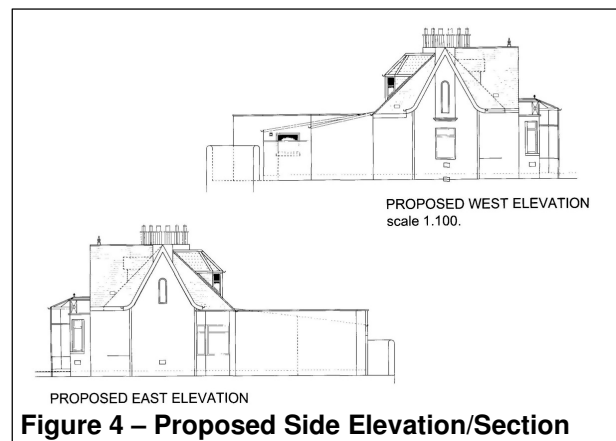 PROPOSED WEST ELEVATION
scale 1.100.
PROPOSED EAST ELEVATION
Figure 4 – Proposed Side Elevation/Section